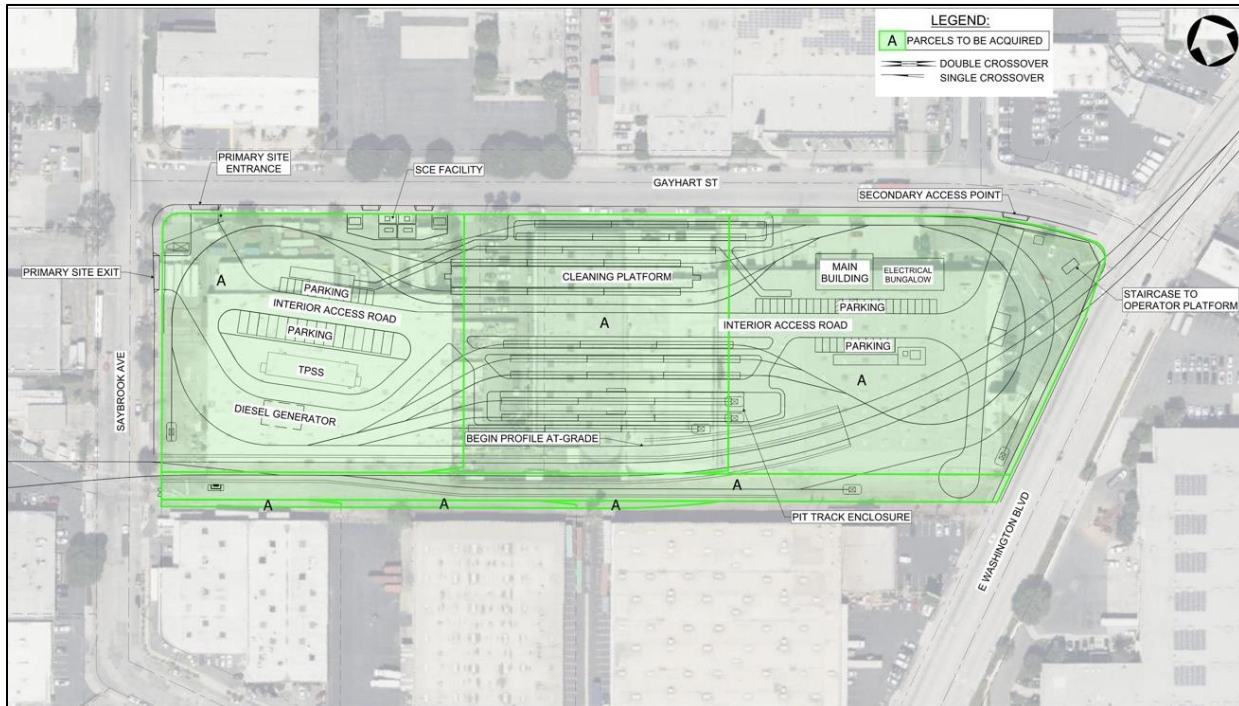 LEGEND:
A PARCELS TO BE ACQUIRED
DOUBLE CROSSOVER
SINGLE CROSSOVER
PRIMARY SITE
ENTRANCE
SCE FACILITY
GAYHART ST
SECONDARY ACCESS POINT
PRIMARY SITE EXIT
A
PARKING
INTERIOR ACCESS ROAD
PARKING
TPSS
DIESEL GENERATOR
SAYBROOK AVE
CLEANING PLATFORM
A
BEGIN PROFILE AT-GRADE
MAIN
BUILDING
ELECTRICAL
BUNGALOW
PARKING
INTERIOR ACCESS ROAD
PARKING
A
STAIRCASE TO
OPERATOR PLATFORM
A
A
A
A
PIT TRACK ENCLOSURE
E WASHINGTON BLVD